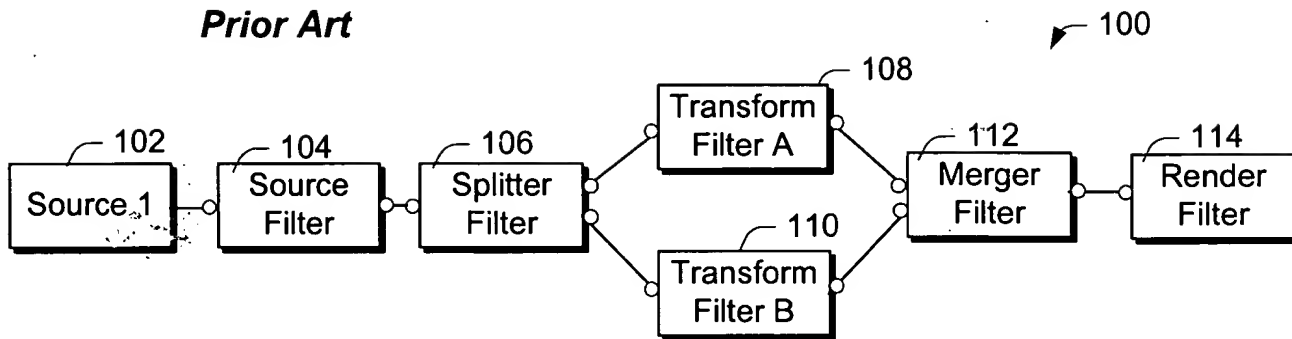 Prior Art
100
102
Source 1
104
Source
Filter
106
Splitter
Filter
108
Transform
Filter A
110
Transform
Filter B
112
Merger
Filter
114
Render
Filter